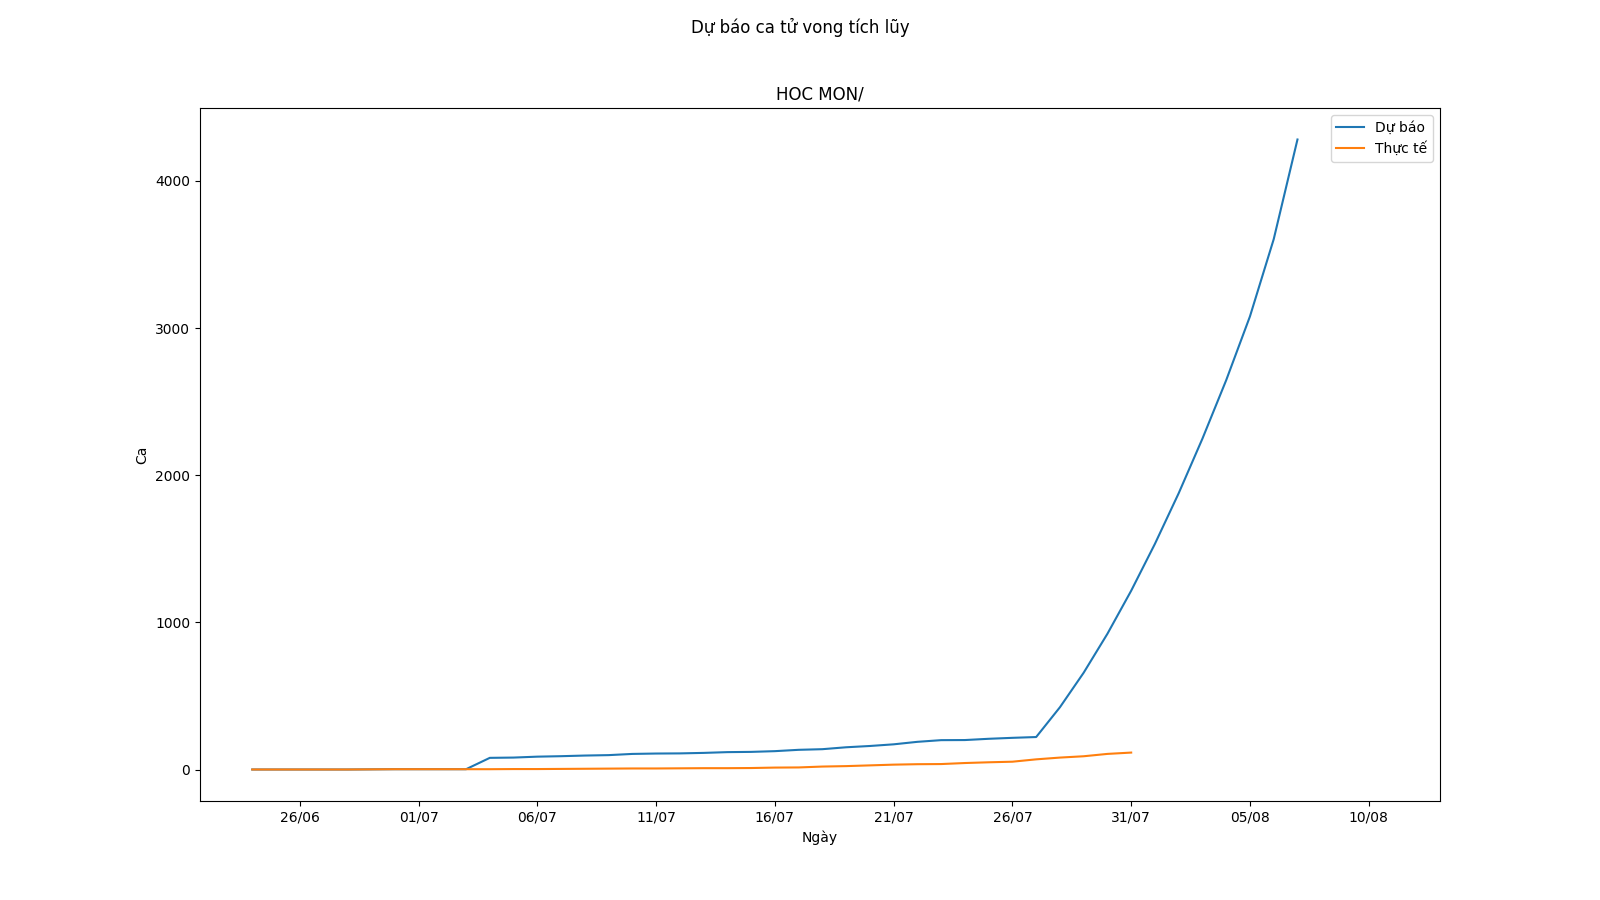 Dự báo ca tử vong tích lũy
HOC MON/
Dự báo
Thực tế
Ca
4000
3000
2000
1000
0
26/06
01/07
06/07
11/07
16/07
21/07
26/07
31/07
05/08
10/08
Ngày